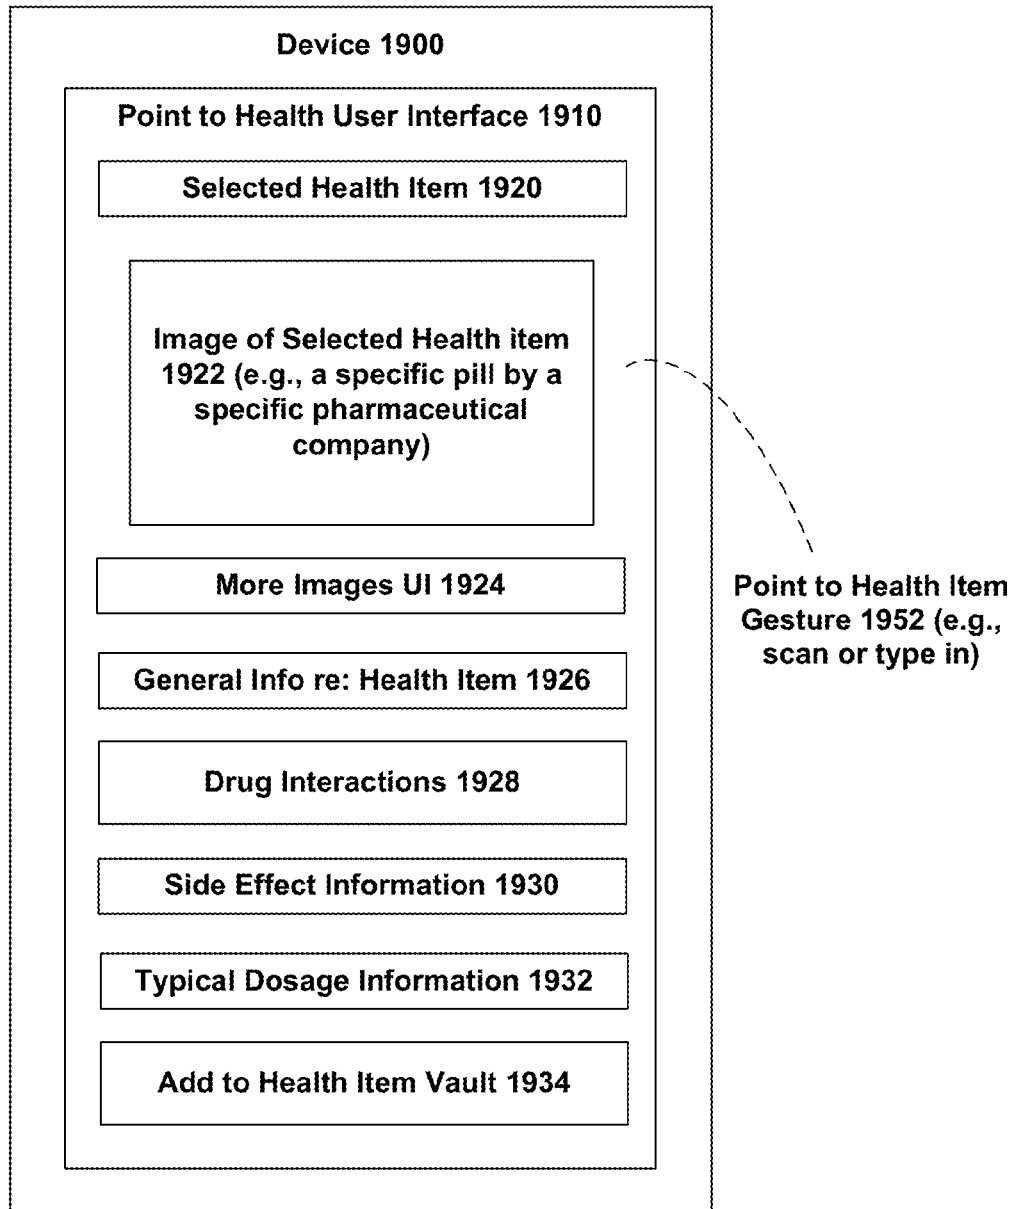 Device 1900
Point to Health User Interface 1910
Selected Health Item 1920
Image of Selected Health item
1922 (e.g., a specific pill by a
specific pharmaceutical
company)
More Images UI 1924
General Info re: Health Item 1926
Drug Interactions 1928
Side Effect Information 1930
Typical Dosage Information 1932
Add to Health Item Vault 1934
Point to Health Item
Gesture 1952 (e.g.,
scan or type in)